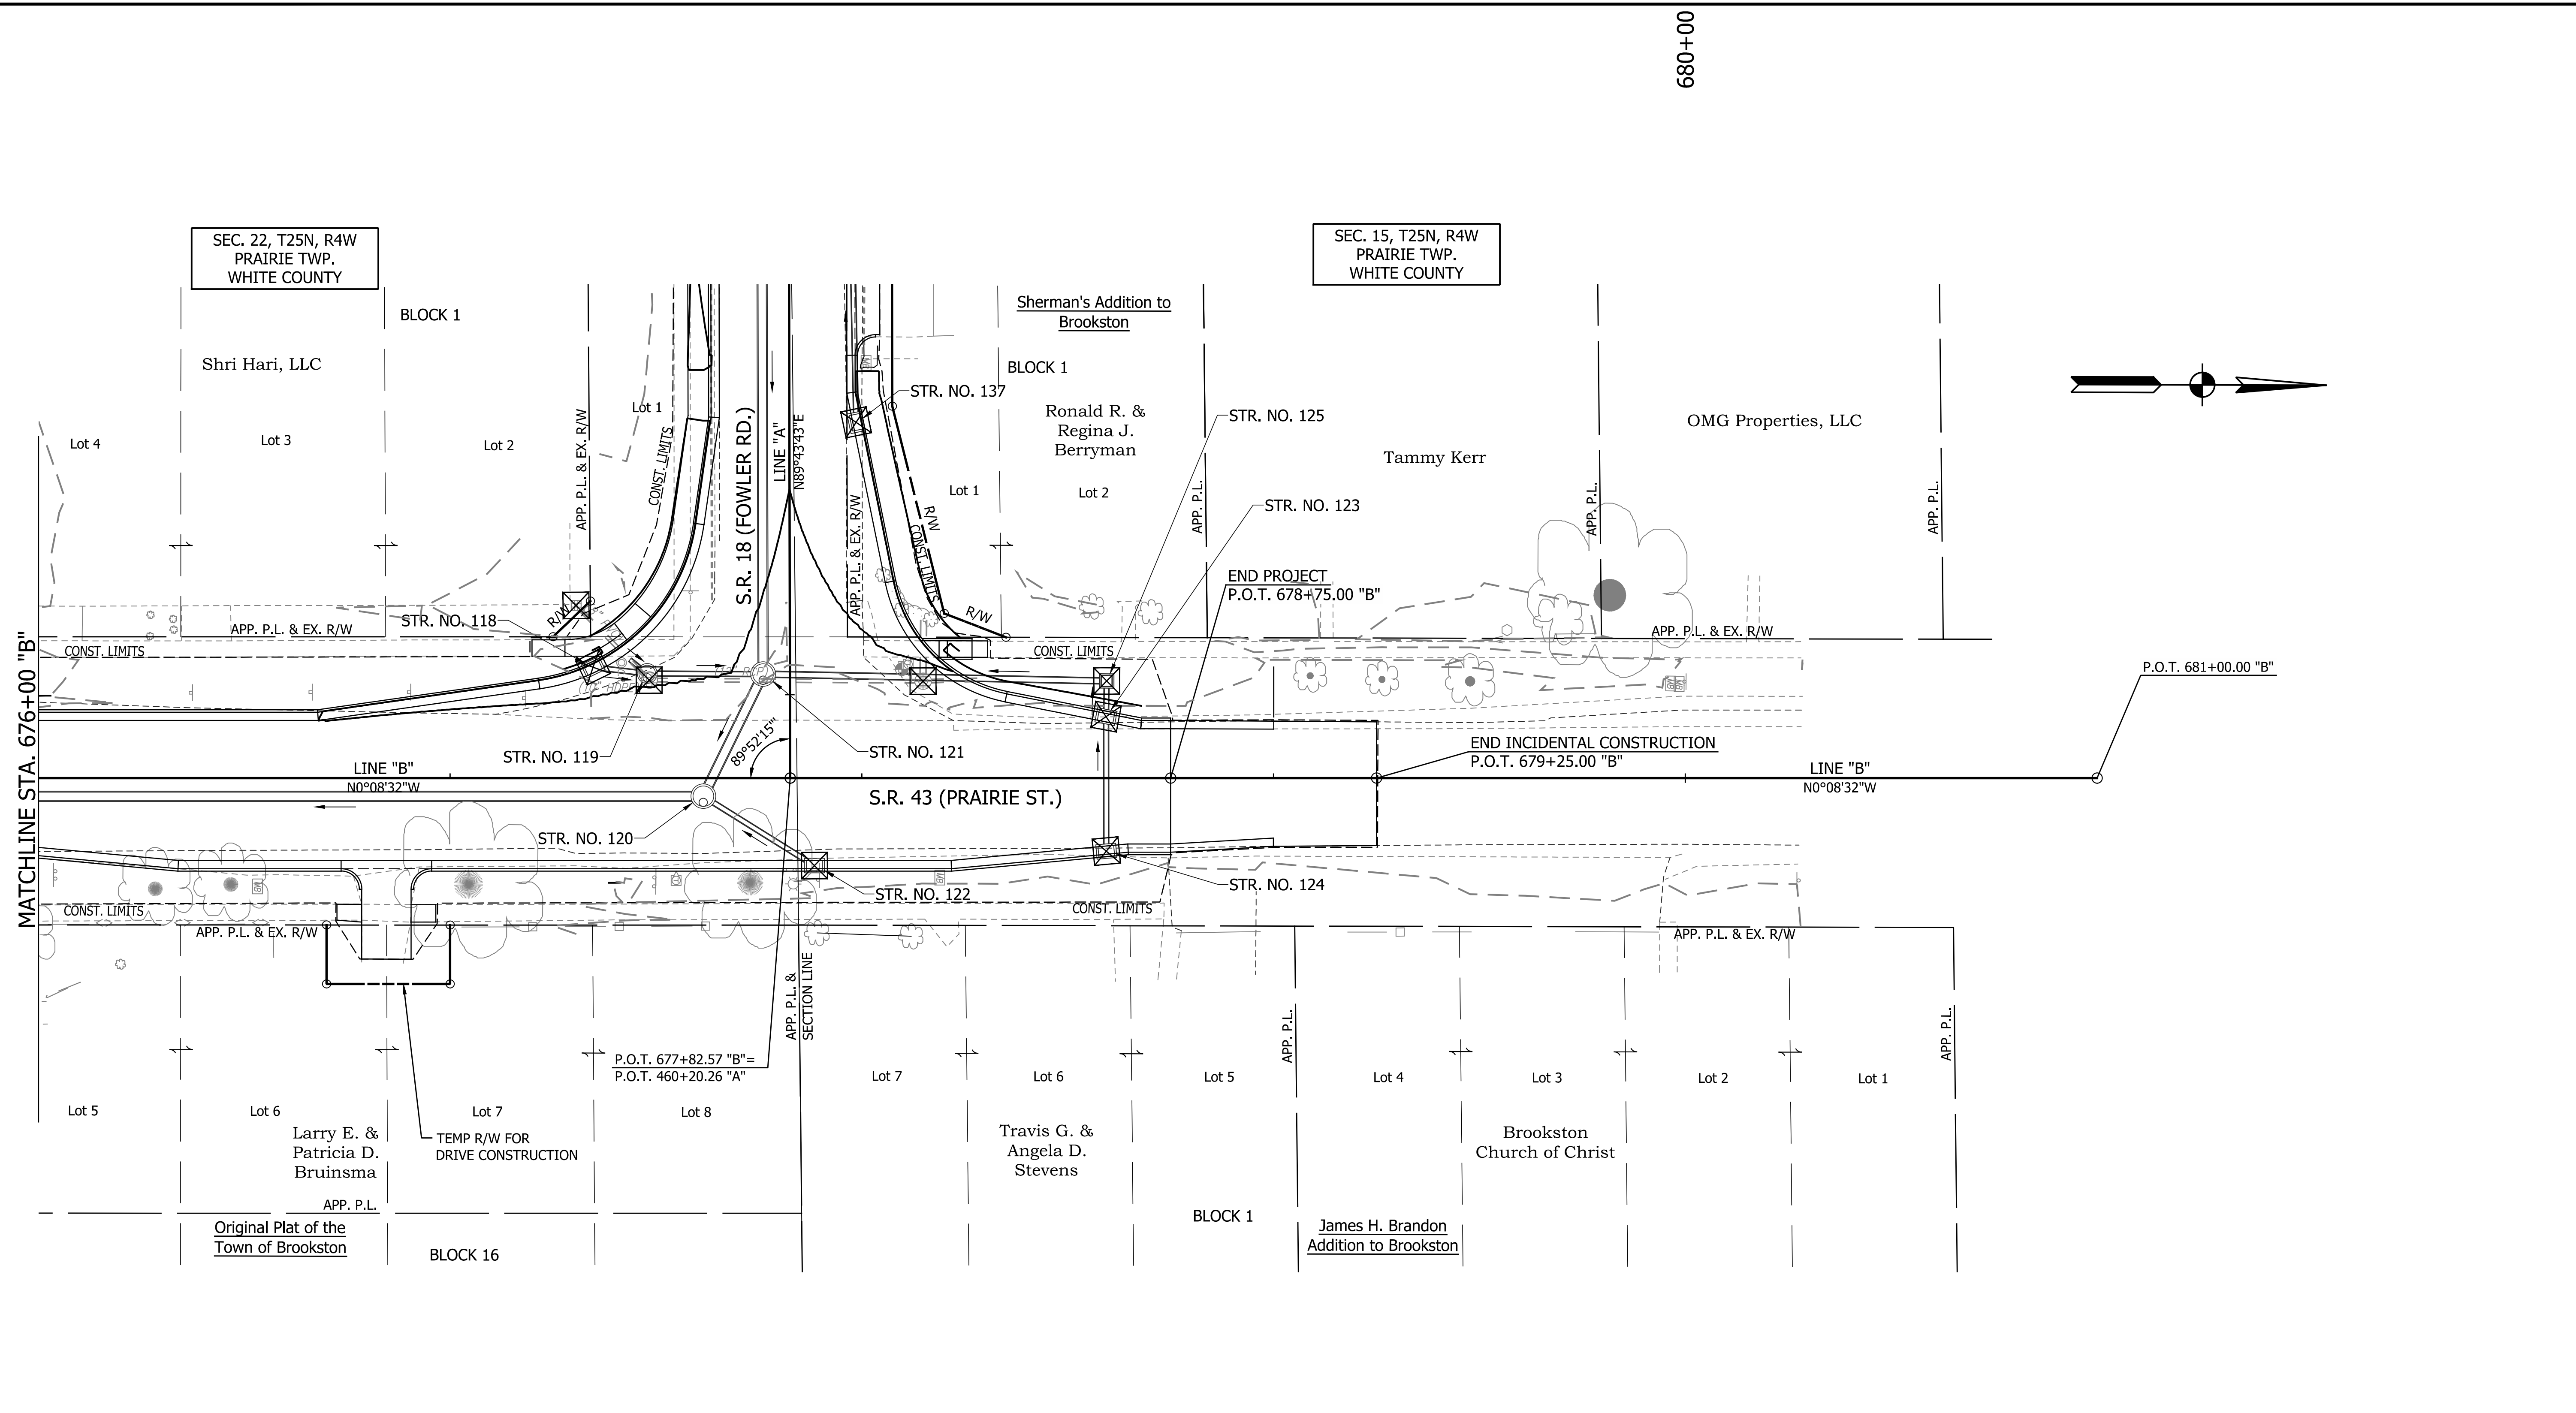 680+00
SEC. 22, T25N, R4W
PRAIRIE TWP.
WHITE COUNTY
SEC. 15, T25N, R4W
PRAIRIE TWP.
WHITE COUNTY
BLOCK 1
Sherman's Addition to
Brookston
BLOCK 1
Shri Hari, LLC
Lot 4
Lot 3
Lot 2
Lot 1
APP. P.L. & EX. R/W
CONST. LIMITS
S.R. 18 (FOWLER RD.)
LINE "A"
N89°43'43"E
STR. NO. 137
APP. P.L. & EX. R/W
R/W
CONST. LIMITS
Lot 1
Lot 2
Ronald R. &
Regina J.
Berryman
STR. NO. 125
APP. P.L.
STR. NO. 123
Tammy Kerr
OMG Properties, LLC
APP. P.L.
APP. P.L.
END PROJECT
P.O.T. 678+75.00 "B"
MATCHLINE STA. 676+00 "B"
APP. P.L. & EX. R/W
CONST. LIMITS
STR. NO. 118
R/W
R/W
CONST. LIMITS
APP. P.L. & EX. R/W
P.O.T. 681+00.00 "B"
STR. NO. 119
89°52'15"
STR. NO. 121
END INCIDENTAL CONSTRUCTION
P.O.T. 679+25.00 "B"
LINE "B"
N0°08'32"W
S.R. 43 (PRAIRIE ST.)
LINE "B"
N0°08'32"W
STR. NO. 120
STR. NO. 122
STR. NO. 124
MB
MB
CONST. LIMITS
CONST. LIMITS
APP. P.L. & EX. R/W
APP. P.L. & EX. R/W
APP. P.L. &
SECTION LINE
APP. P.L.
APP. P.L.
P.O.T. 677+82.57 "B"=
P.O.T. 460+20.26 "A"
Lot 5
Lot 6
Lot 7
Lot 8
Lot 7
Lot 6
Lot 5
Lot 4
Lot 3
Lot 2
Lot 1
Larry E. &
Patricia D.
Bruinsma
TEMP R/W FOR
DRIVE CONSTRUCTION
Travis G. &
Angela D.
Stevens
Brookston
Church of Christ
APP. P.L.
Original Plat of the
Town of Brookston
BLOCK 16
BLOCK 1
James H. Brandon
Addition to Brookston